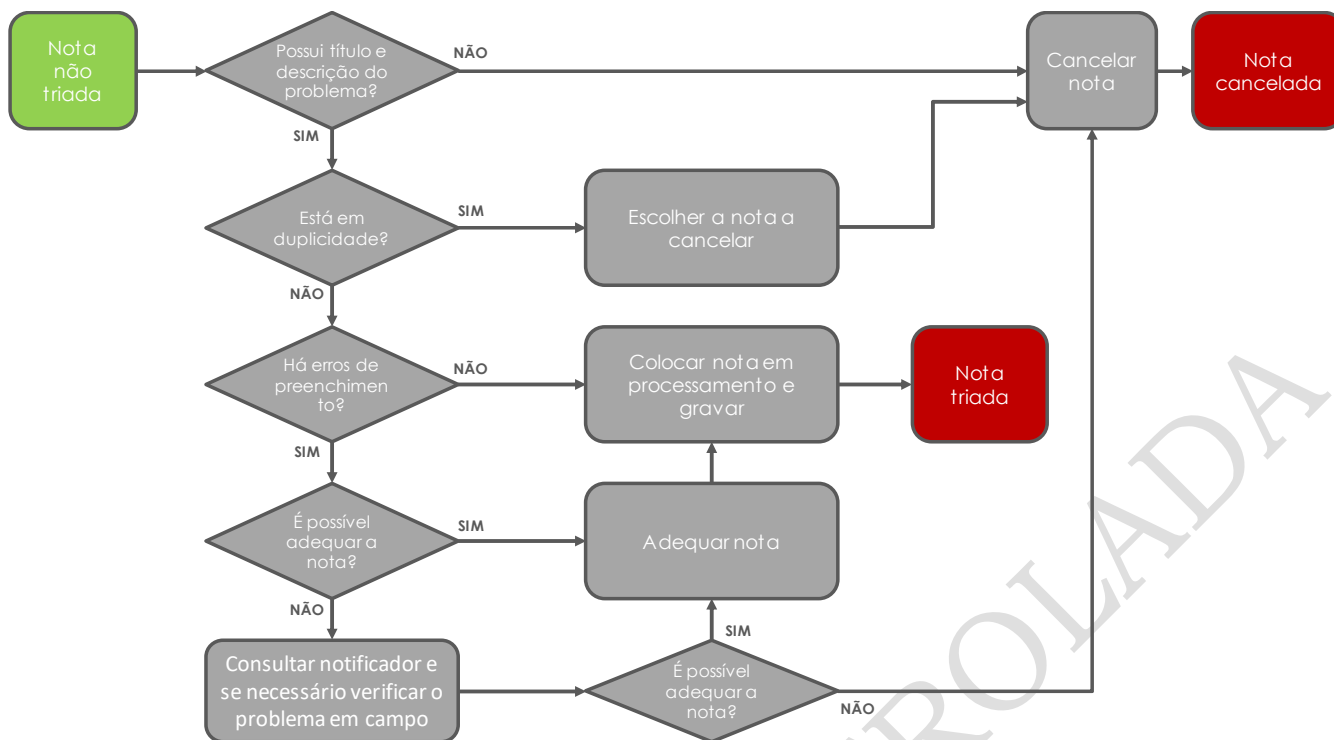 Nota
não
triada
Possui título e
descrição do
problema?
NÃO
Cancelar
nota
Nota
cancelada
SIM
Está em
duplicidade?
SIM
Escolher a nota a
cancelar
NÃO
Há erros de
preenchimen
to?
NÃO
Colocar nota em
processamento e
gravar
Nota
triada
SIM
É possível
adequar a
nota?
SIM
Adequar nota
NÃO
SIM
Consultar notificador e
se necessário verificar o
problema em campo
É possível
adequar a
nota?
NÃO
ROLADA